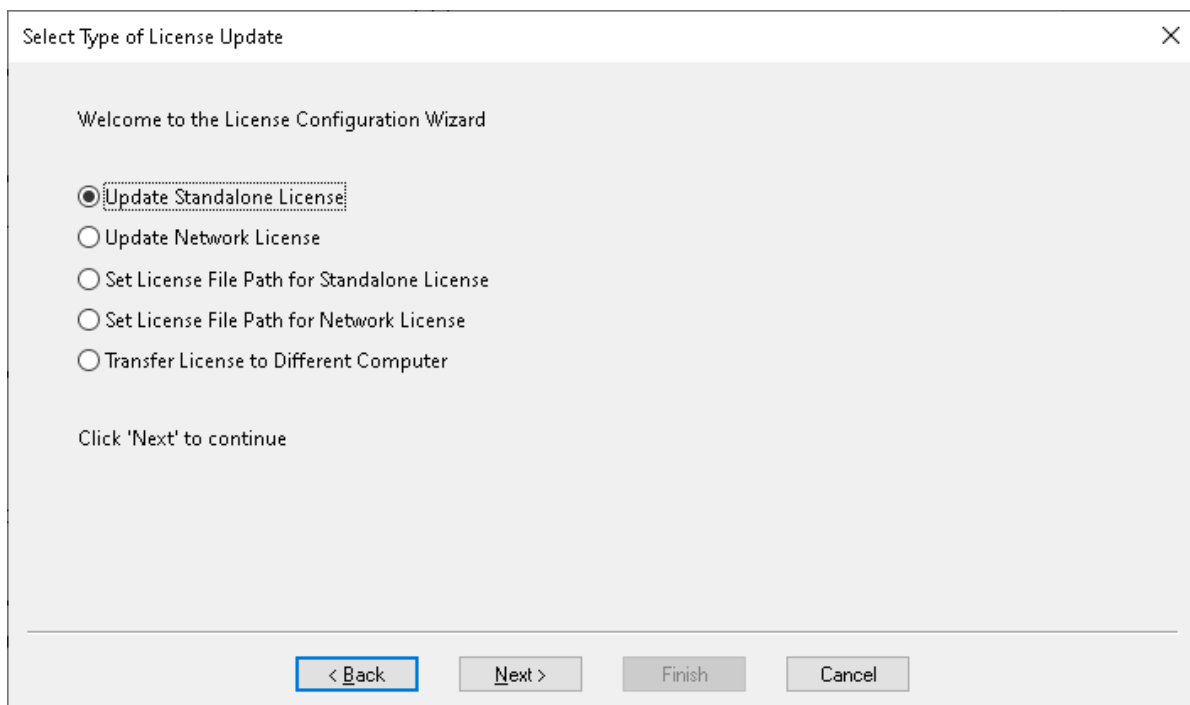 Select Type of License Update
Welcome to the License Configuration Wizard
Update Standalone License
Update Network License
Set License File Path for Standalone License
Set License File Path for Network License
Transfer License to Different Computer
Click 'Next' to continue
< Back Next > Finish Cancel